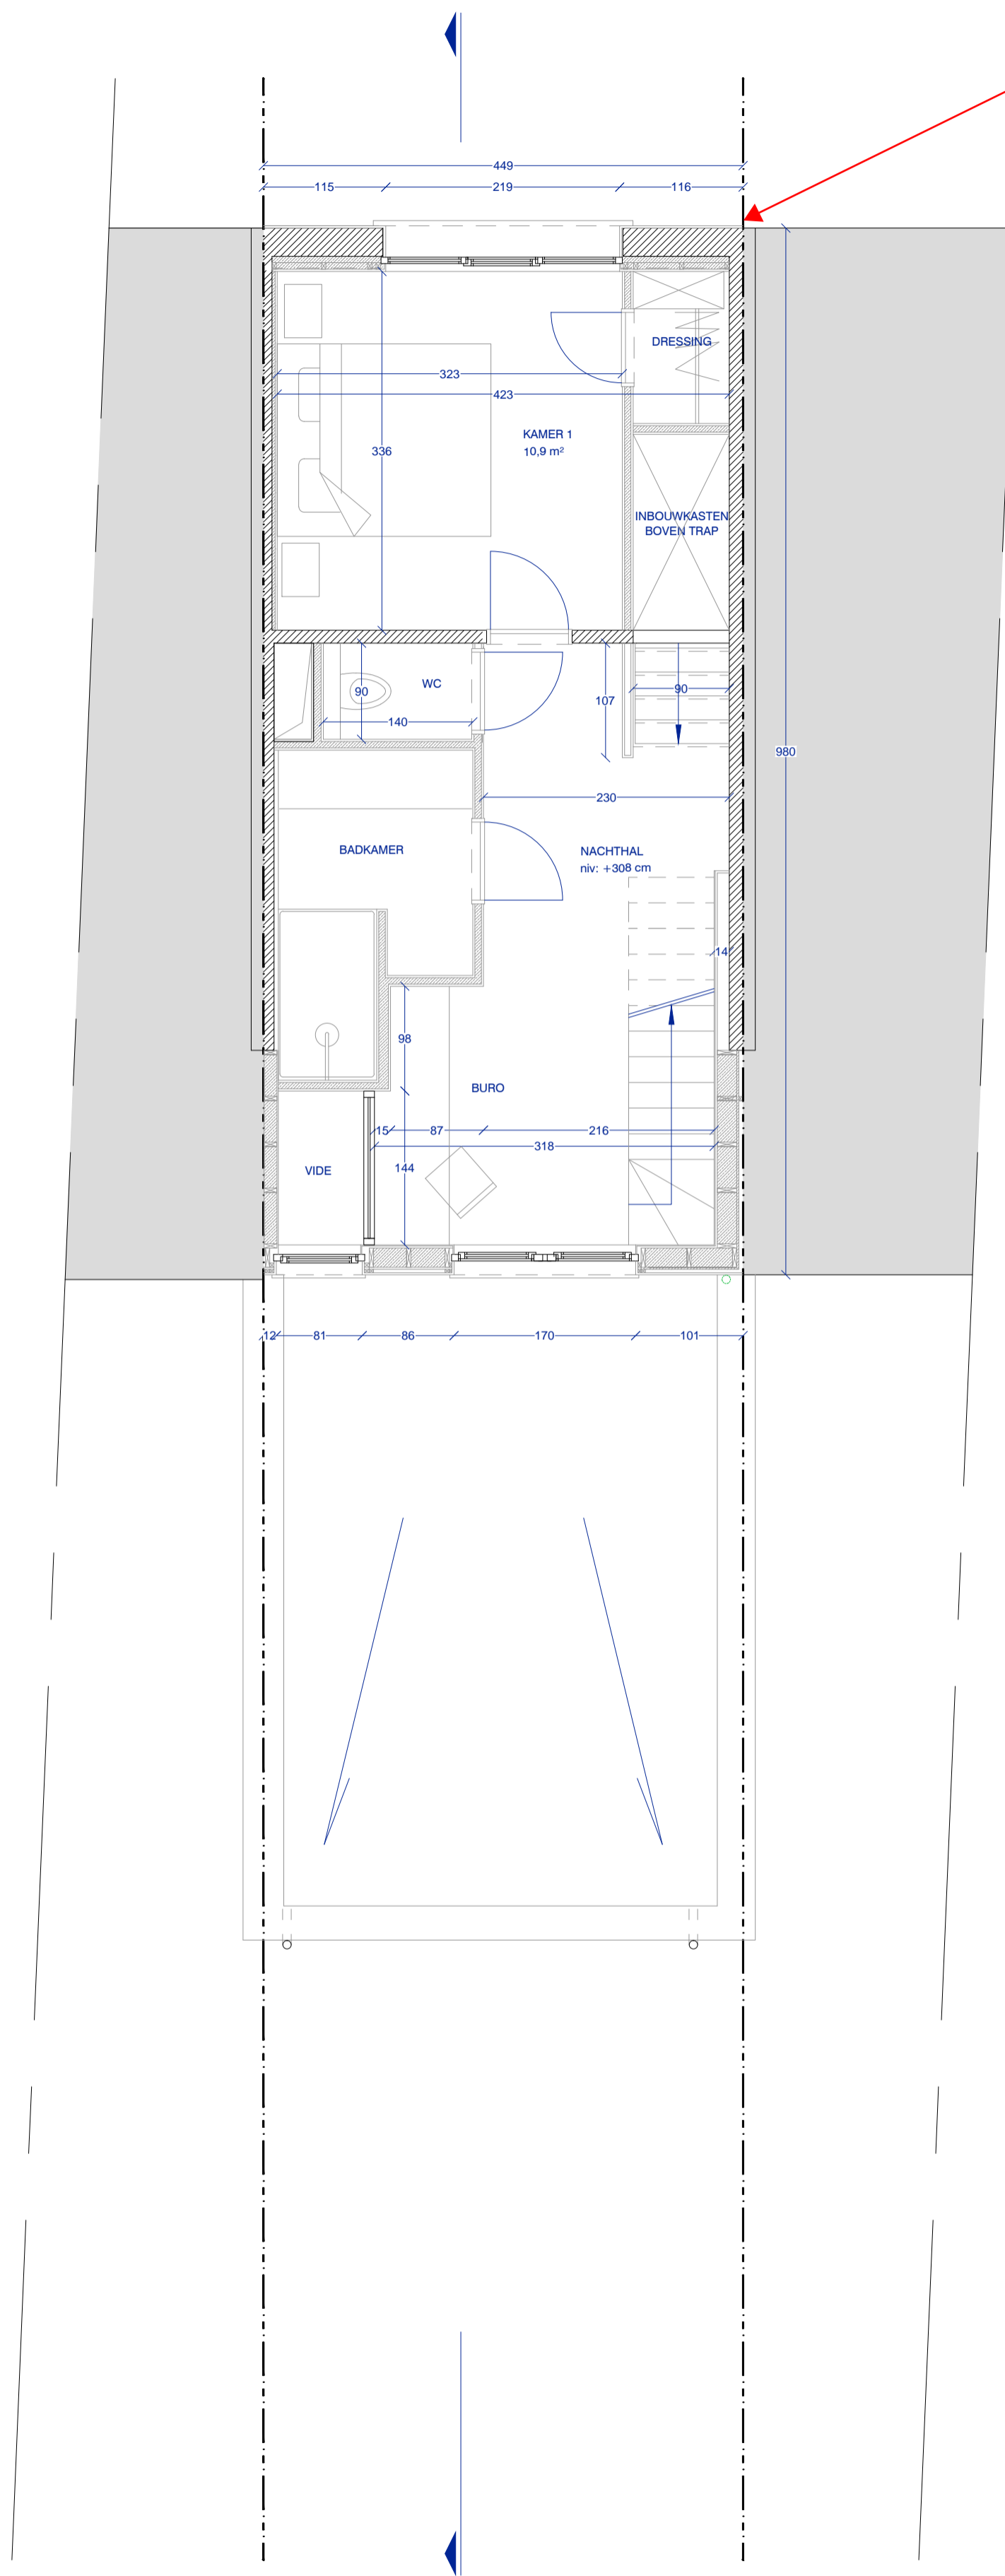 449
115 219 116
DRESSING
323
423
KAMER 1
336
10,9 m²
INBOUWKASTEN
BOVEN TRAP
WC
90
90
107
140
980
230
BADKAMER
NACHTHAL
niv: +308 cm
14
98
BURO
15 87 216
318
VIDE
144
12 81 86 170 101